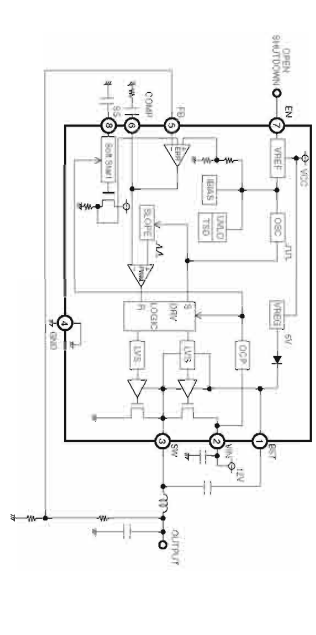 OPEN
SHUTDOWN
EN
7
VREF
VCC
FB
5
COMP
6
SS
8
ERR
Soft Start
IBIAS
UVLO
TSD
OSC
VREG
5V
SLOPE
PWM
S
R
DRV
LOGIC
OCP
LVS
LVS
4
GND
1
BST
2
VIN
12V
3
SW
OUTPUT